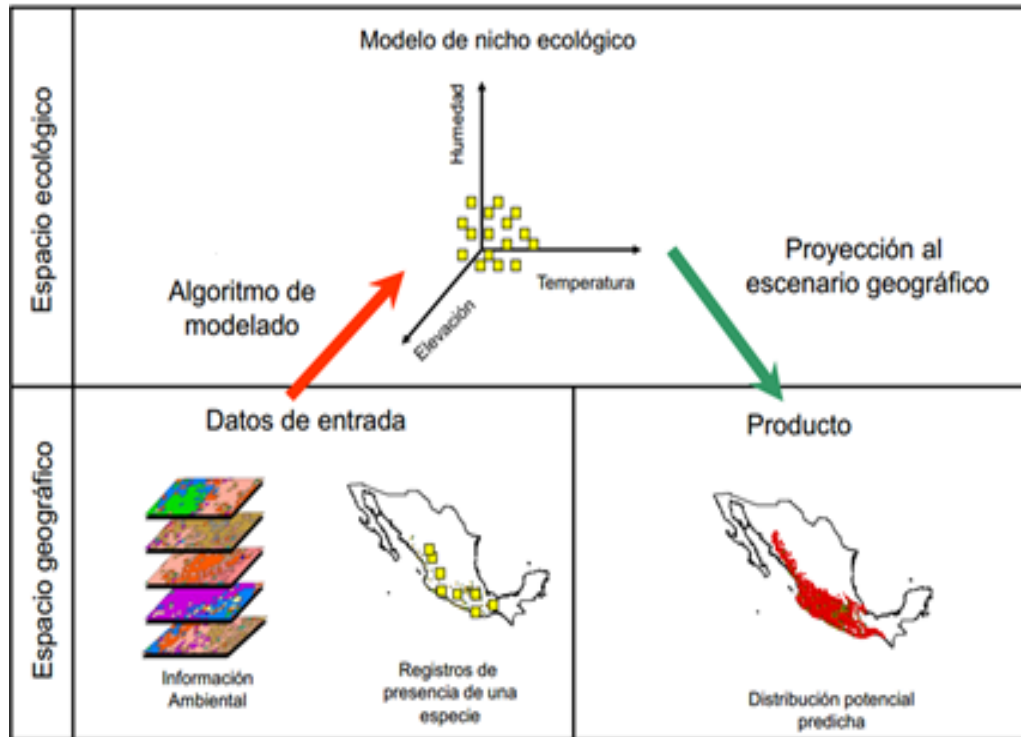 Espacio ecológico
Modelo de nicho ecológico
Humedad
Temperatura
Elevación
Algoritmo de
modelado
Proyección al
escenario geográfico
Espacio geográfico
Datos de entrada
Información
Ambiental
Registros de
presencia de una
especie
Producto
Distribución potencial
predicha